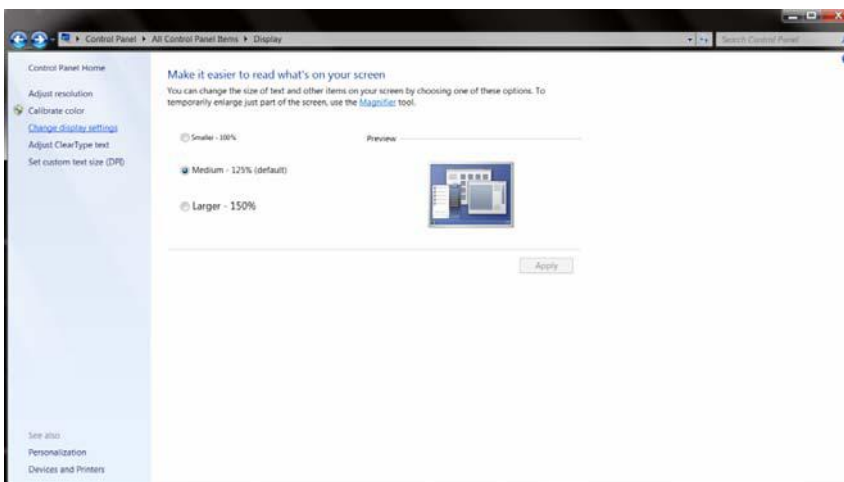 Control Panel ▸ All Control Panel Items ▸ Display
Search Control Panel
Control Panel Home
Adjust resolution
Calibrate color
Change display settings
Adjust ClearType text
Set custom text size (DPI)
See also
Personalization
Devices and Printers
Make it easier to read what's on your screen
You can change the size of text and other items on your screen by choosing one of these options. To
temporarily enlarge just part of the screen, use the Magnifier tool.
Smaller - 100%
Preview
Medium - 125% (default)
Larger - 150%
Apply